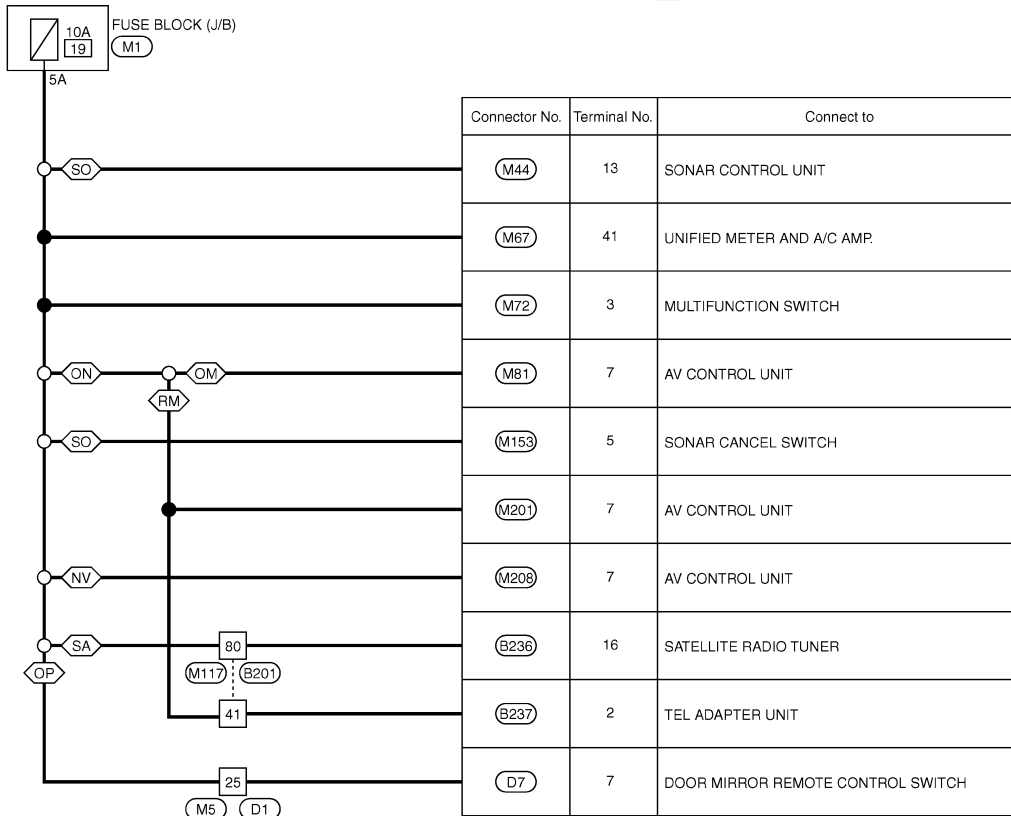 10A
19
FUSE BLOCK (J/B)
M1
5A
Connector No. Terminal No. Connect to
SO M44 13 SONAR CONTROL UNIT
M67 41 UNIFIED METER AND A/C AMP.
M72 3 MULTIFUNCTION SWITCH
ON OM M81 7 AV CONTROL UNIT
RM
SO M153 5 SONAR CANCEL SWITCH
M201 7 AV CONTROL UNIT
NV M208 7 AV CONTROL UNIT
SA 80 B236 16 SATELLITE RADIO TUNER
OP M117 B201
41 B237 2 TEL ADAPTER UNIT
25 D7 7 DOOR MIRROR REMOTE CONTROL SWITCH
M5 D1